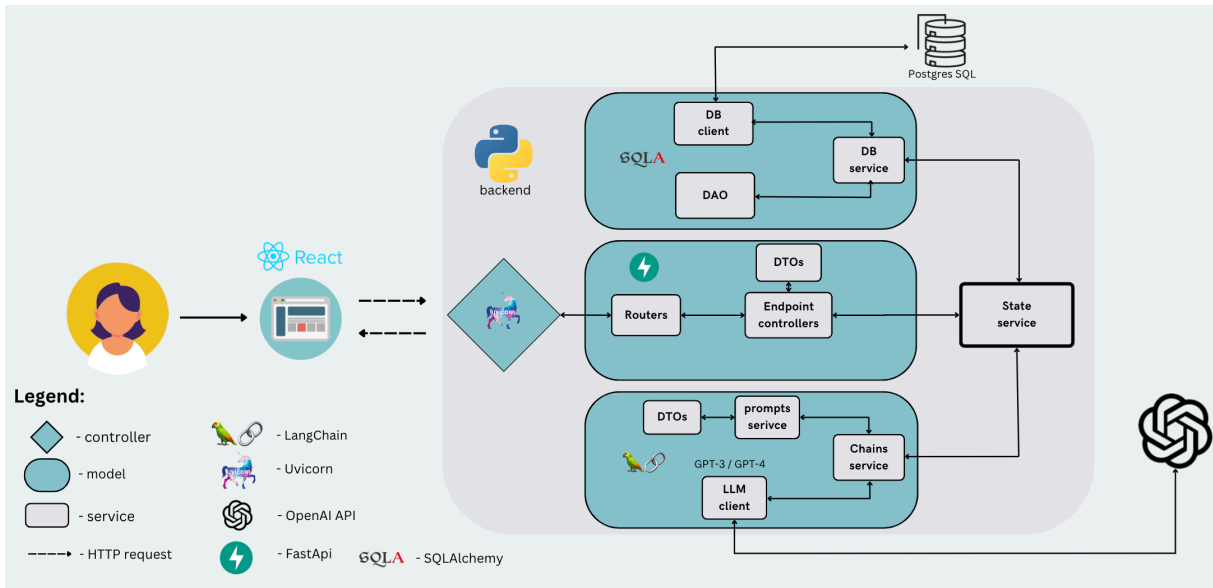 Postgres SQL
backend
DB
client
DB
service
SQLA
DAO
React
DTOs
uvicorn
Routers
Endpoint
controllers
State
service
DTOs
prompts
serivce
Chains
service
GPT-3 / GPT-4
LLM
client
Legend:
- controller
- model
- service
- HTTP request
- LangChain
uvicorn
- Uvicorn
- OpenAI API
- FastApi
SQLA
- SQLAlchemy